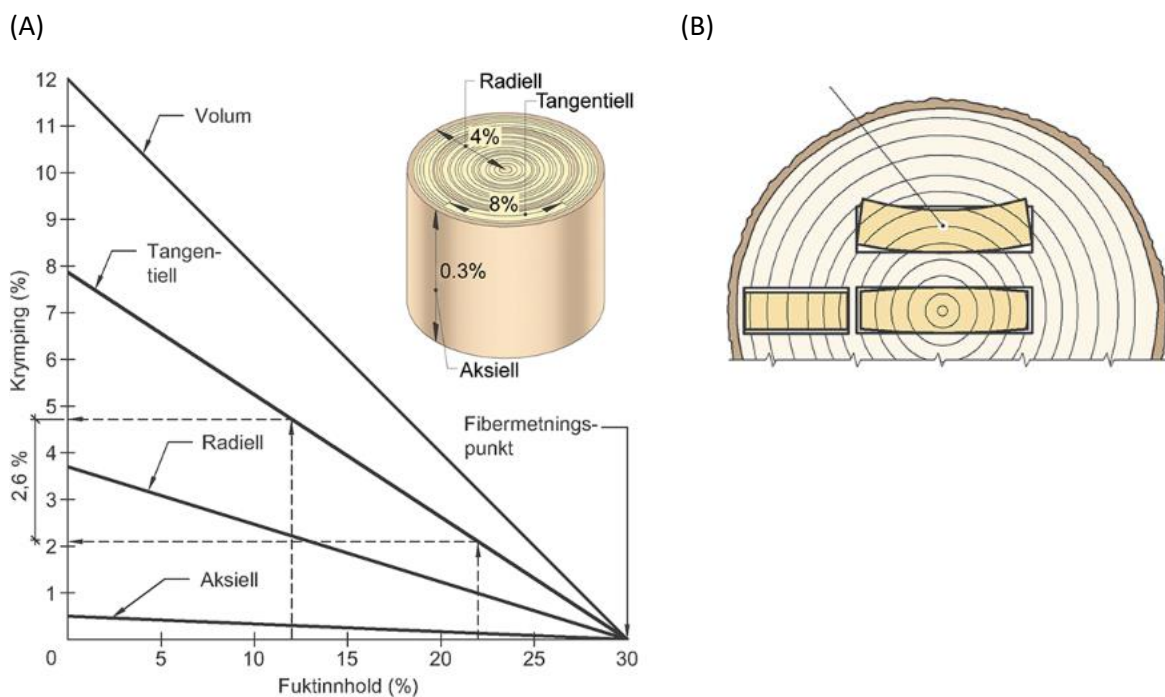 (A)
(B)
12
11
10
9
8
7
6
5
4
3
2
1
0
5
10
15
20
25
30
Krymping (%)
2,6 %
Fuktinnhold (%)
Volum
Tangen-
tiell
Radiell
Aksiell
Fibermetnings-
punkt
Radiell
Tangentiell
4%
8%
0.3%
Aksiell